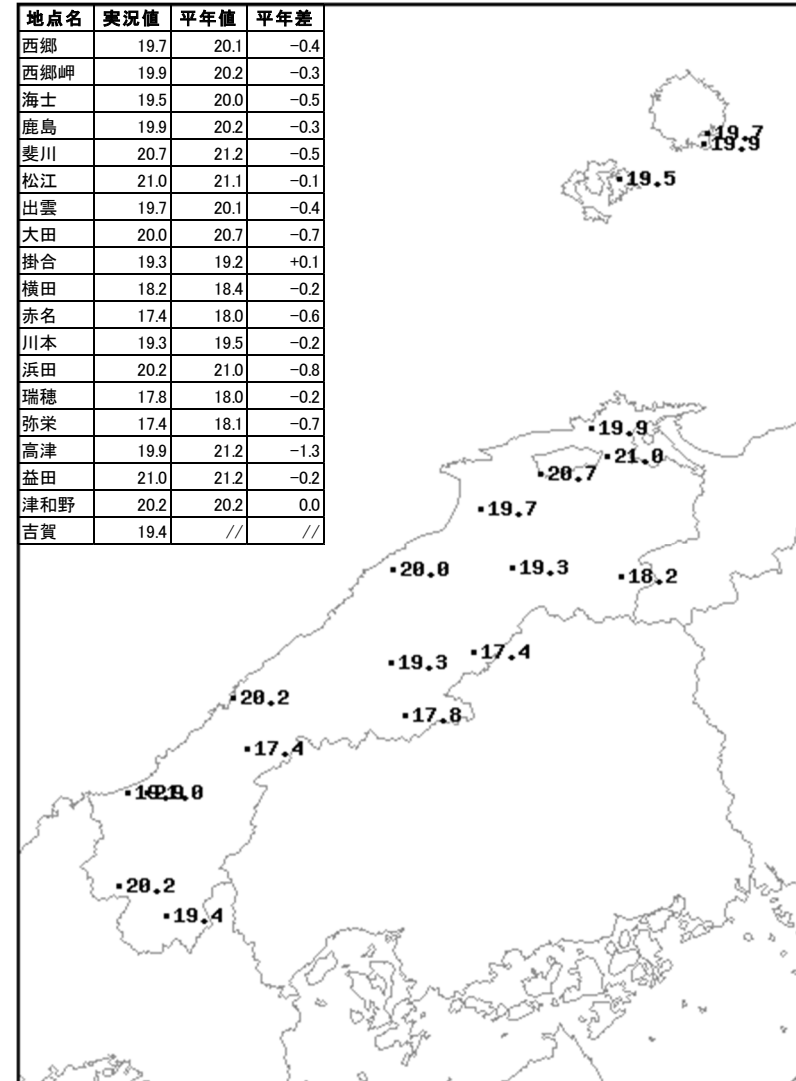 地点名 実況値 平年値 平年差
西郷 19.7 20.1 −0.4
西郷岬 19.9 20.2 −0.3
海士 19.5 20.0 −0.5
鹿島 19.9 20.2 −0.3
斐川 20.7 21.2 −0.5
松江 21.0 21.1 −0.1
出雲 19.7 20.1 −0.4
大田 20.0 20.7 −0.7
掛合 19.3 19.2 +0.1
横田 18.2 18.4 −0.2
赤名 17.4 18.0 −0.6
川本 19.3 19.5 −0.2
浜田 20.2 21.0 −0.8
瑞穂 17.8 18.0 −0.2
弥栄 17.4 18.1 −0.7
高津 19.9 21.2 −1.3
益田 21.0 21.2 −0.2
津和野 20.2 20.2 0.0
吉賀 19.4 // //
19.7
19.9
19.5
19.9
21.0
20.7
19.7
20.0
19.3
18.2
17.4
19.3
17.8
20.2
17.4
19.9
21.0
20.2
19.4